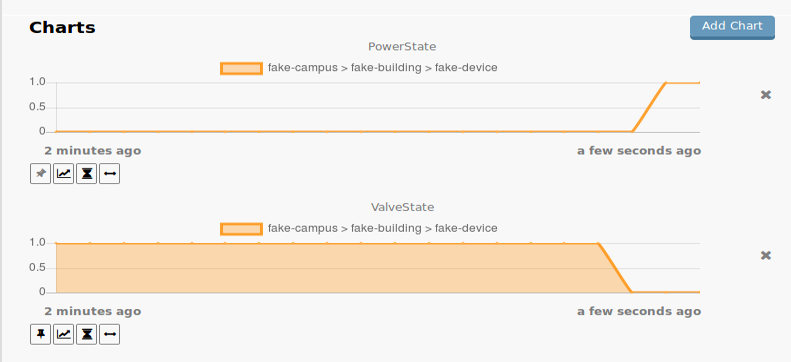 Charts
Add Chart
PowerState
fake-campus > fake-building > fake-device
1.0
0.5
0
2 minutes ago
a few seconds ago
ValveState
fake-campus > fake-building > fake-device
1.0
0.5
0
2 minutes ago
a few seconds ago